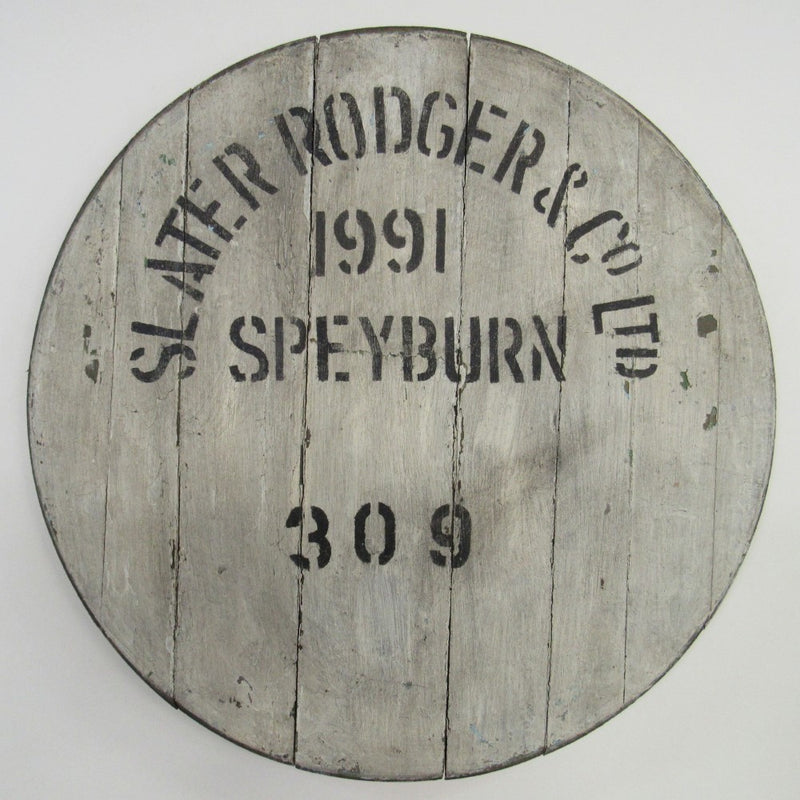 SLATER RODGER & Co LTD
1991
SPEYBURN
309